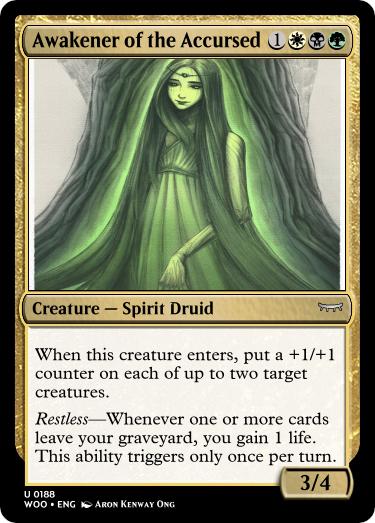 Awakener of the Accursed 1
Creature — Spirit Druid
When this creature enters, put a +1/+1
counter on each of up to two target
creatures.
Restless—Whenever one or more cards
leave your graveyard, you gain 1 life.
This ability triggers only once per turn.
3/4
U 0188
WOO • ENG Aron Kenway Ong